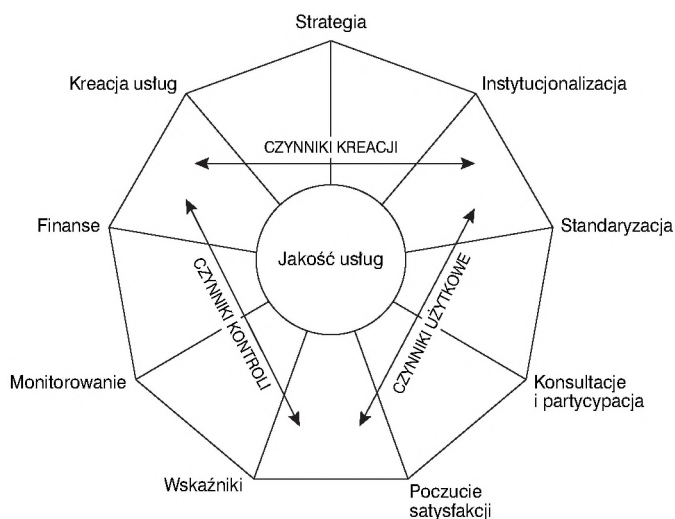 Strategia
Kreacja usług
Instytucjonalizacja
CZYNNIKI KREACJI
Finanse
Jakość usług
Standaryzacja
CZYNNIKI KONTROLI
CZYNNIKI UŻYTKOWE
Monitorowanie
Konsultacje
i partycypacja
Wskaźniki
Poczucie
satysfakcji